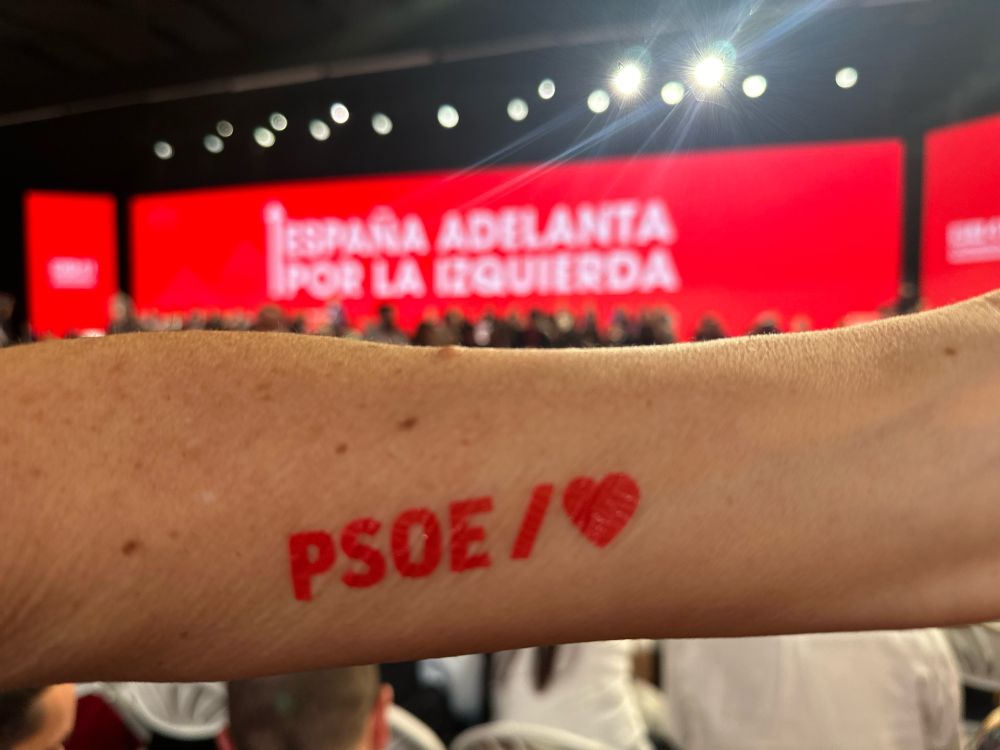 ESPAÑA ADELANTA
POR LA IZQUIERDA
PSOE /